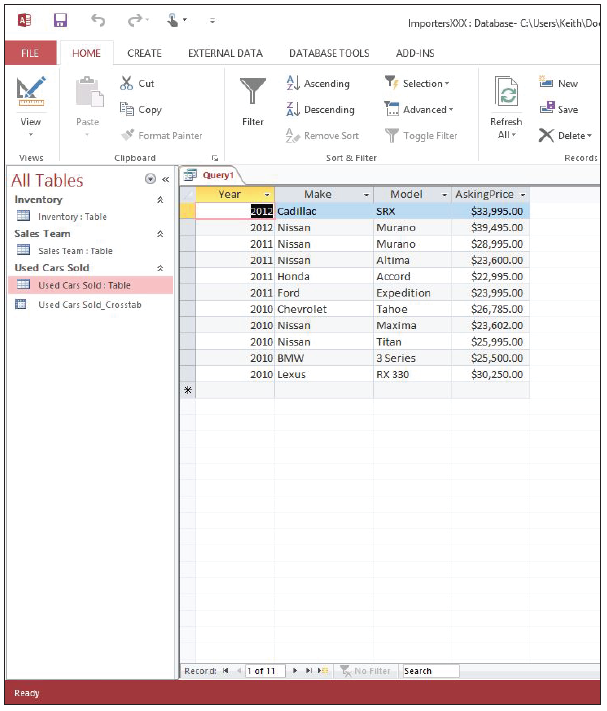 ImportersXXX : Database- C:\Users\Keith\Do
FILE HOME CREATE EXTERNAL DATA DATABASE TOOLS ADD-INS
View
Views
Paste
Cut
Copy
Format Painter
Clipboard
Filter
Ascending
Descending
Remove Sort
Selection
Advanced
Toggle Filter
Sort & Filter
Refresh
All
New
Save
Delete
Records
All Tables
Inventory
Inventory : Table
Sales Team
Sales Team : Table
Used Cars Sold
Used Cars Sold : Table
Used Cars Sold_Crosstab
Query1
Year Make Model AskingPrice
2012 Cadillac SRX $33,995.00
2012 Nissan Murano $39,495.00
2011 Nissan Murano $28,995.00
2011 Nissan Altima $23,600.00
2011 Honda Accord $22,995.00
2011 Ford Expedition $23,995.00
2010 Chevrolet Tahoe $26,785.00
2010 Nissan Maxima $23,602.00
2010 Nissan Titan $25,995.00
2010 BMW 3 Series $25,500.00
2010 Lexus RX 330 $30,250.00
Record: 1 of 11 No Filter Search
Ready